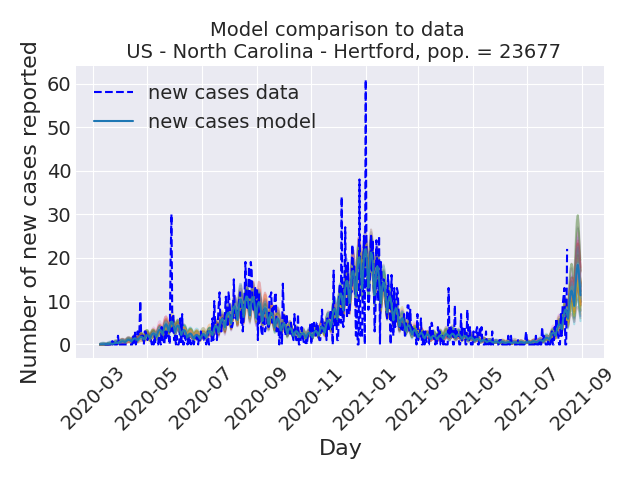 Model comparison to data
US - North Carolina - Hertford, pop. = 23677
Number of new cases reported
60
50
40
30
20
10
0
new cases data
new cases model
2020-03
2020-05
2020-07
2020-09
2020-11
2021-01
2021-03
2021-05
2021-07
2021-09
Day